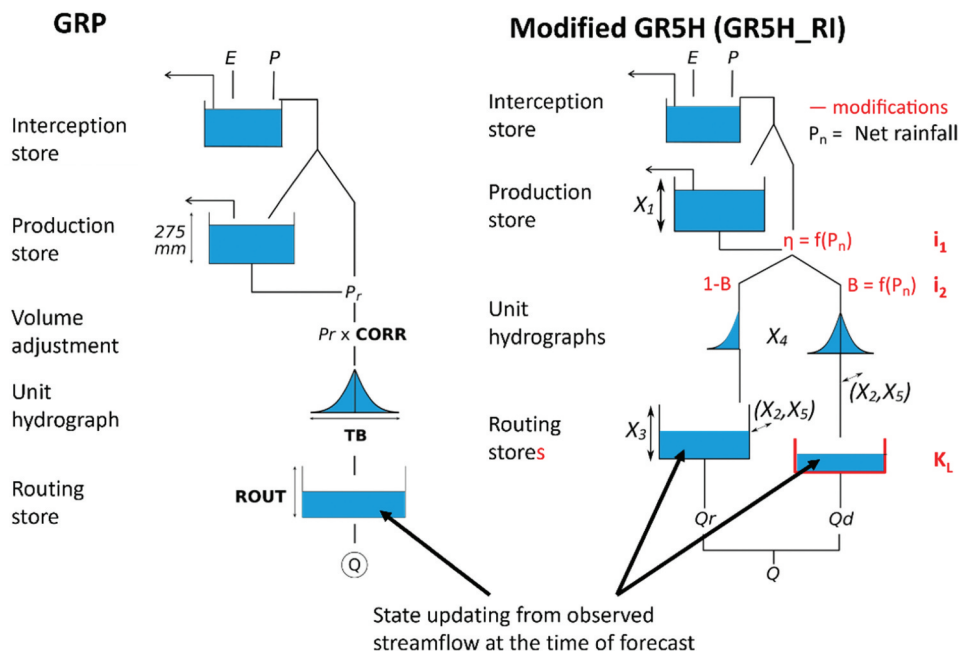 GRP
E P
Interception
store
Production
store
275
mm
Pr
Volume
adjustment
Pr x CORR
Unit
hydrograph
TB
Routing
store
ROUT
Q
Modified GR5H (GR5H_RI)
E P
Interception
store
— modifications
Pn = Net rainfall
Production
store
X1
η = f(Pn)
i1
1-B
B = f(Pn)
i2
Unit
hydrographs
X4
(X2,X5)
Routing
stores
X3
(X2,X5)
KL
Qr
Qd
Q
State updating from observed
streamflow at the time of forecast